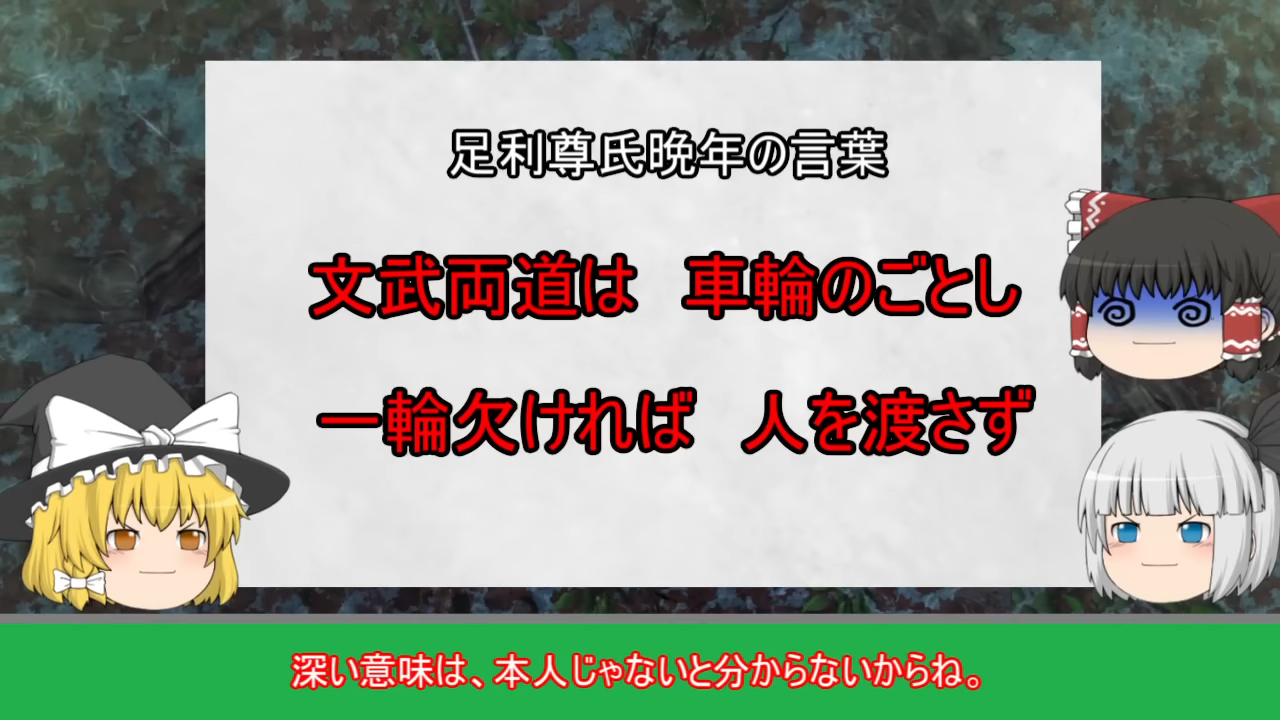 足利尊氏晩年の言葉
文武両道は 車輪のごとし
一輪欠ければ 人を渡さず
深い意味は、本人じゃないと分からないからね。